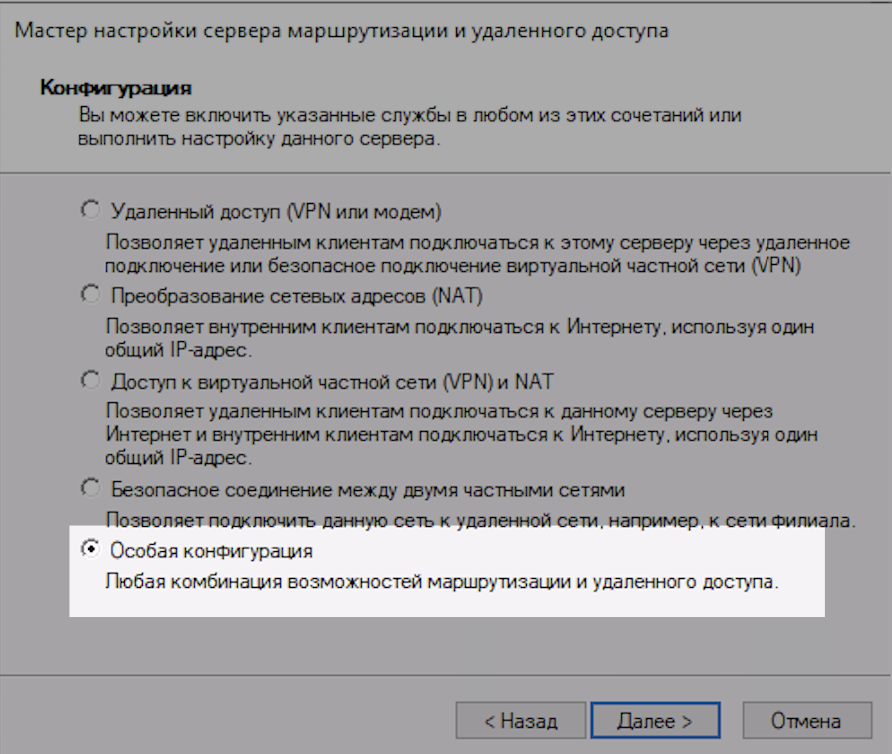 Мастер настройки сервера маршрутизации и удаленного доступа
Конфигурация
Вы можете включить указанные службы в любом из этих сочетаний или
выполнить настройку данного сервера.
Удаленный доступ (VPN или модем)
Позволяет удаленным клиентам подключаться к этому серверу через удаленное
подключение или безопасное подключение виртуальной частной сети (VPN)
Преобразование сетевых адресов (NAT)
Позволяет внутренним клиентам подключаться к Интернету, используя один
общий IP-адрес.
Доступ к виртуальной частной сети (VPN) и NAT
Позволяет удаленным клиентам подключаться к данному серверу через
Интернет и внутренним клиентам подключаться к Интернету, используя один
общий IP-адрес.
Безопасное соединение между двумя частными сетями
Позволяет подключить данную сеть к удаленной сети, например, к сети филиала.
Особая конфигурация
Любая комбинация возможностей маршрутизации и удаленного доступа.
< Назад Далее > Отмена